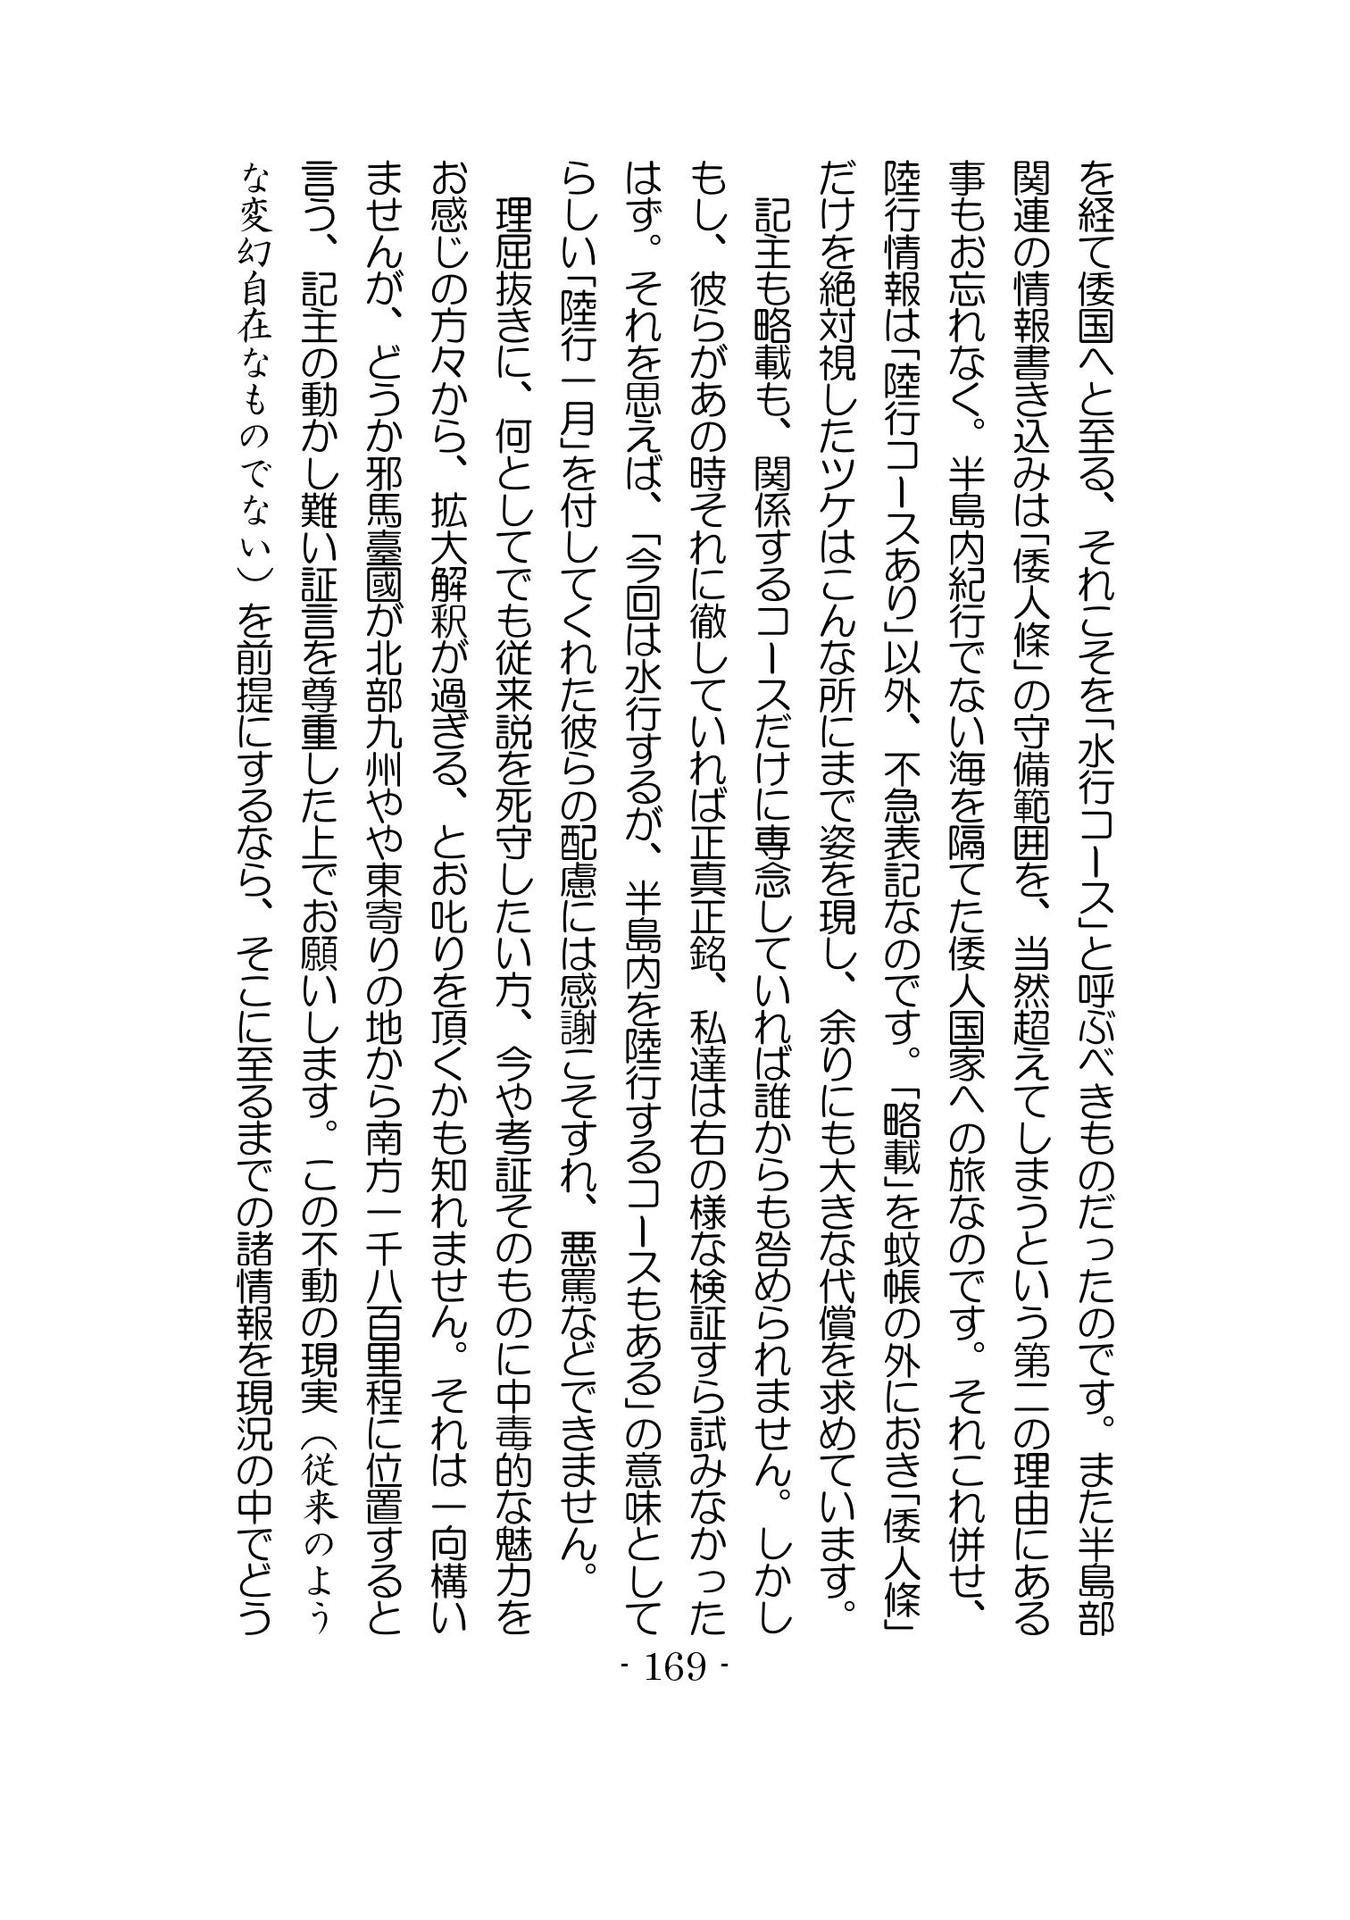 を経て倭国へと至る、それこそを「水行コース」と呼ぶべきものだったのです。また半島部
関連の情報書き込みは「倭人條」の守備範囲を、当然超えてしまうという第二の理由にある
事もお忘れなく。半島内紀行でない海を隔てた倭人国家への旅なのです。それこれ併せ、
陸行情報は「陸行コースあり」以外、不急表記なのです。「略載」を蚊帳の外におき「倭人條」
だけを絶対視したツケはこんな所にまで姿を現し、余りにも大きな代償を求めています。
記主も略載も、関係するコースだけに専念していれば誰からも咎められません。しかし
もし、彼らがあの時それに徹していれば正真正銘、私達は右の様な検証すら試みなかった
はず。それを思えば、「今回は水行するが、半島内を陸行するコースもある」の意味として
らしい「陸行一月」を付してくれた彼らの配慮には感謝こそすれ、悪罵などできません。
理屈抜きに、何としてでも従来説を死守したい方、今や考証そのものに中毒的な魅力を
お感じの方々から、拡大解釈が過ぎる、とお叱りを頂くかも知れません。それは一向構い
ませんが、どうか邪馬臺國が北部九州やや東寄りの地から南方一千八百里程に位置すると
言う、記主の動かし難い証言を尊重した上でお願いします。この不動の現実（従来のよう
な変幻自在なものでない）を前提にするなら、そこに至るまでの諸情報を現況の中でどう
- 169 -